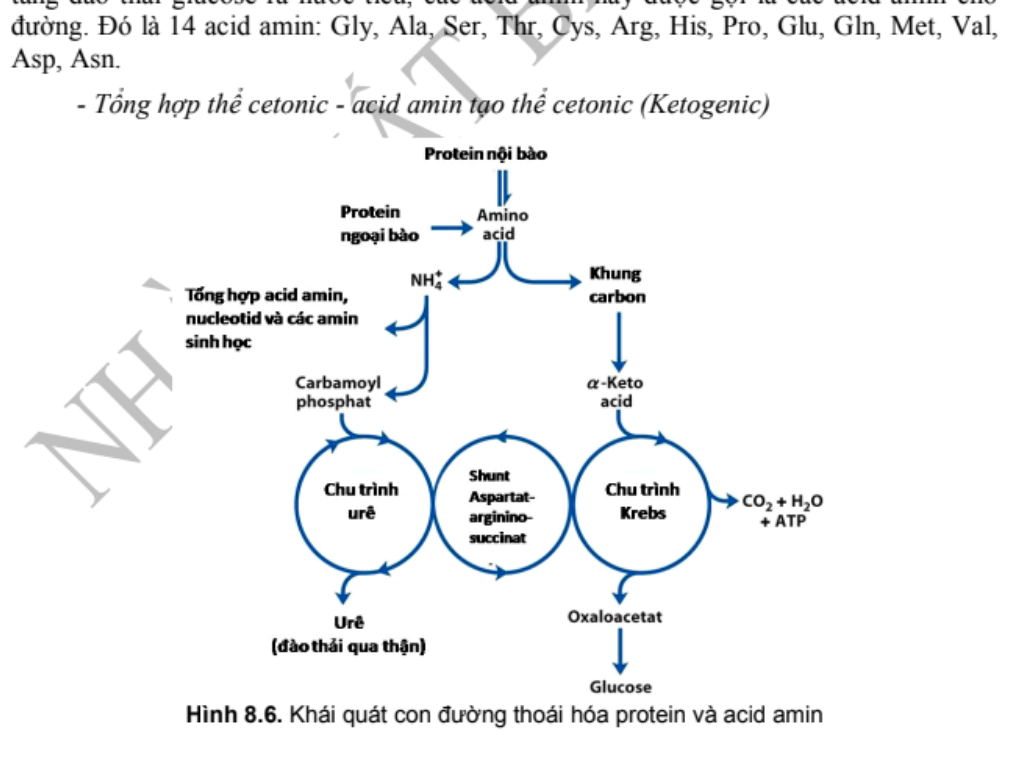 đường. Đó là 14 acid amin: Gly, Ala, Ser, Thr, Cys, Arg, His, Pro, Glu, Gln, Met, Val,
Asp, Asn.
- Tổng hợp thể cetonic - acid amin tạo thể cetonic (Ketogenic)
Protein nội bào
Protein
ngoại bào
Amino
acid
NH₄⁺
Khung
carbon
Tổng hợp acid amin,
nucleotid và các amin
sinh học
Carbamoyl
phosphat
α-Keto
acid
Chu trình
urê
Shunt
Aspartat-
arginino-
succinat
Chu trình
Krebs
CO₂ + H₂O
+ ATP
Urê
(đào thải qua thận)
Oxaloacetat
Glucose
Hình 8.6. Khái quát con đường thoái hóa protein và acid amin